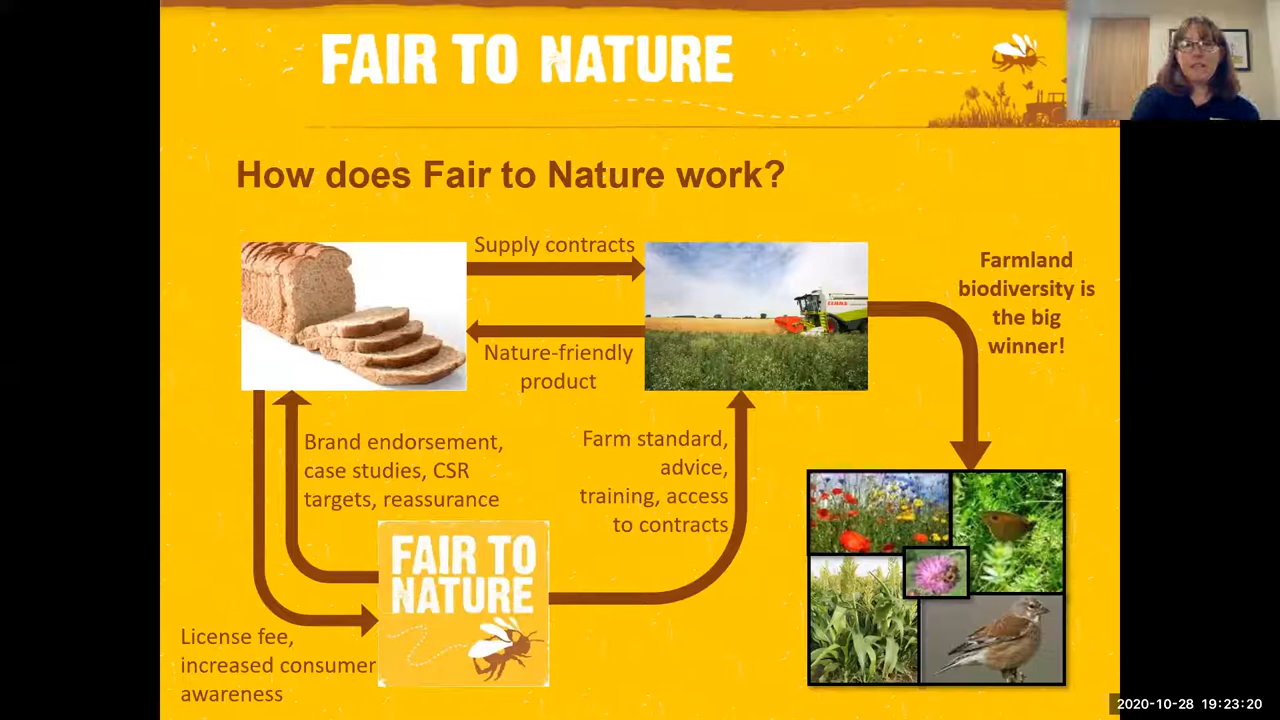 FAIR TO NATURE
How does Fair to Nature work?
Supply contracts
Nature-friendly
product
Farmland
biodiversity is
the big
winner!
Brand endorsement,
case studies, CSR
targets, reassurance
Farm standard,
advice,
training, access
to contracts
FAIR TO
NATURE
License fee,
increased consumer
awareness
CLAAS
2020-10-28 19:23:20